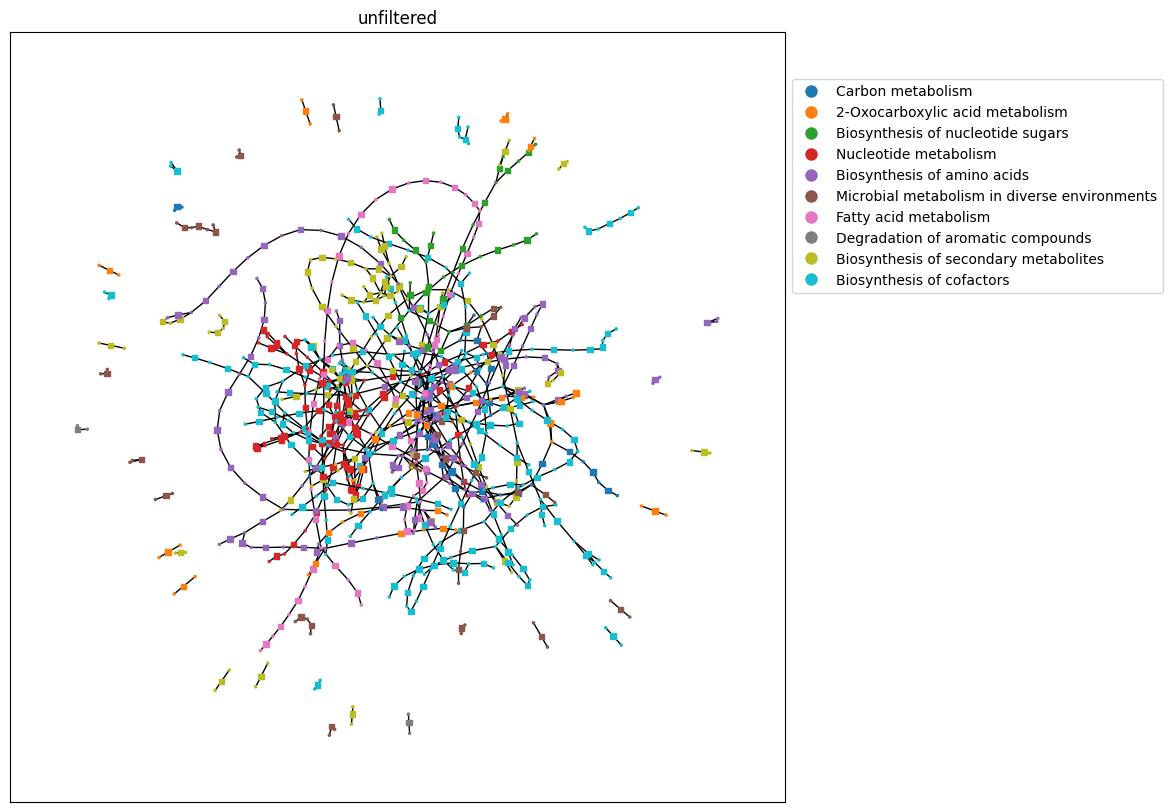 unfiltered
Carbon metabolism
2-Oxocarboxylic acid metabolism
Biosynthesis of nucleotide sugars
Nucleotide metabolism
Biosynthesis of amino acids
Microbial metabolism in diverse environments
Fatty acid metabolism
Degradation of aromatic compounds
Biosynthesis of secondary metabolites
Biosynthesis of cofactors